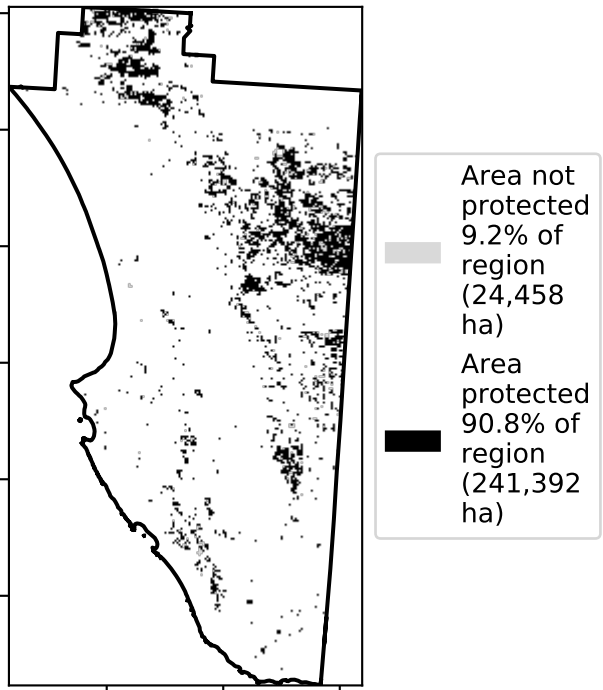 Area not
protected
9.2% of
region
(24,458
ha)
Area
protected
90.8% of
region
(241,392
ha)